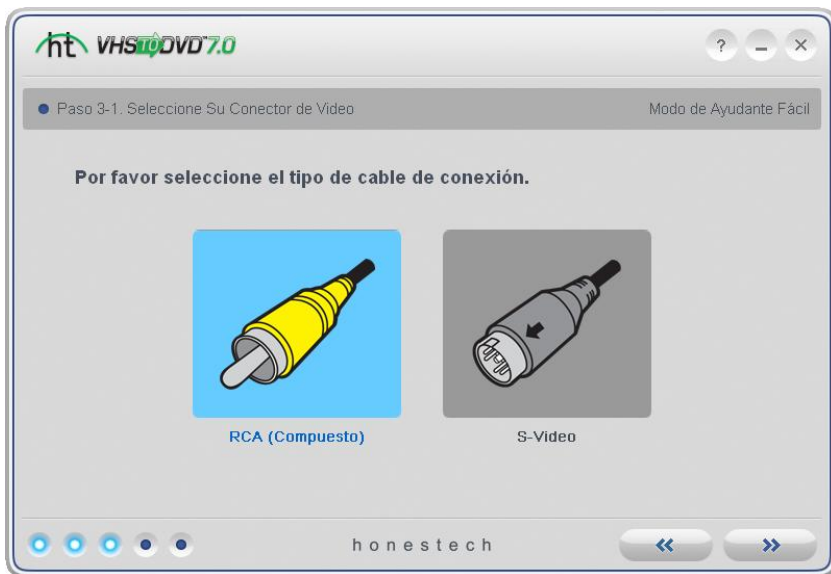 ht VHS TO DVD™ 7.0
? – ×
Paso 3-1. Seleccione Su Conector de Video Modo de Ayudante Fácil
Por favor seleccione el tipo de cable de conexión.
RCA (Compuesto) S-Video
honestech